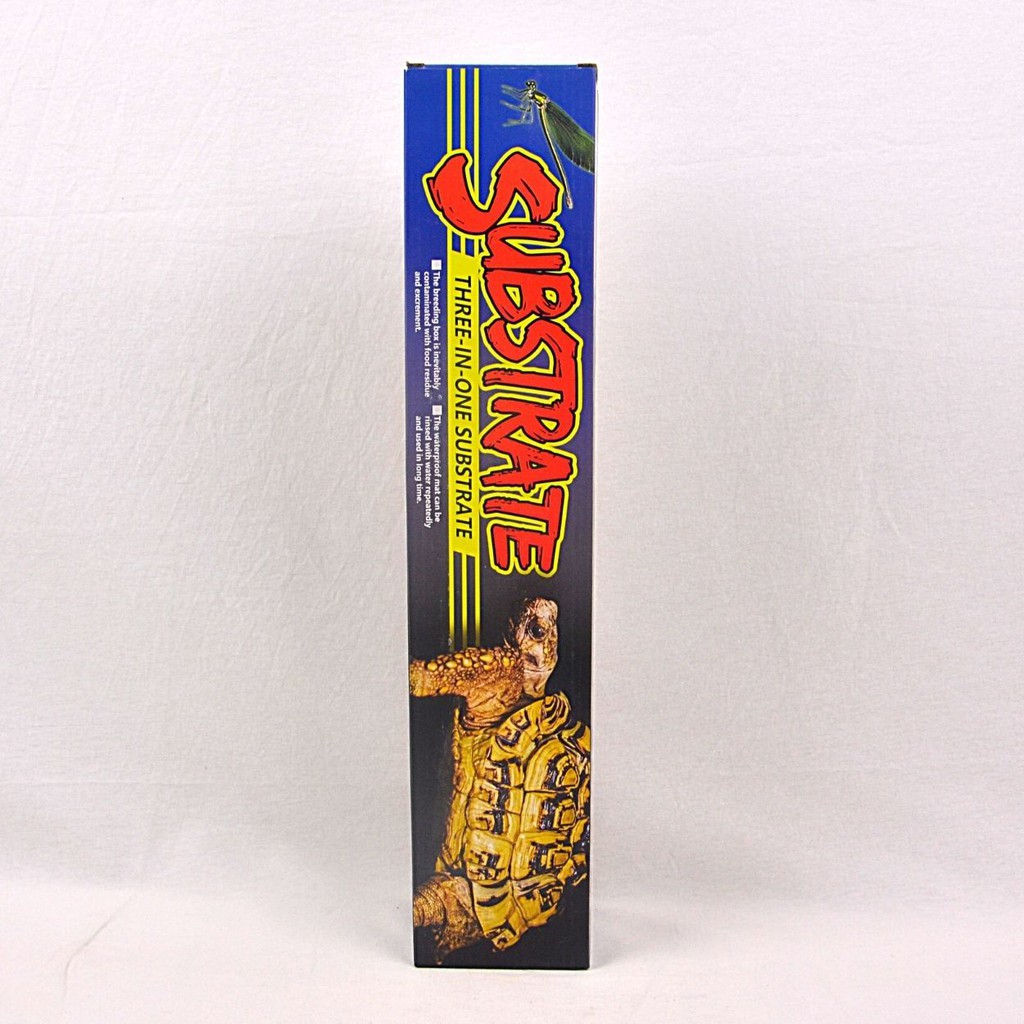 SUBSTRATE
THREE-IN-ONE SUBSTRATE
The breeding box is inevitably
contaminated with food residue
and excrement.
The waterproof mat can be
rinsed with water repeatedly
and used in long time.